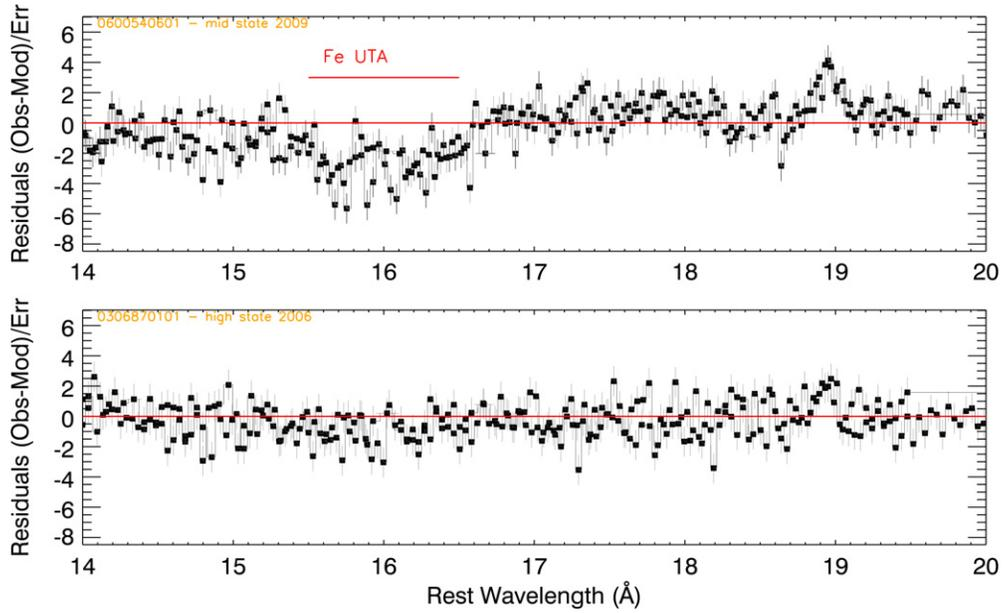 0600540601 – mid state 2009
Fe UTA
Residuals (Obs-Mod)/Err
6
4
2
0
-2
-4
-6
-8
14 15 16 17 18 19 20
0306870101 – high state 2006
Residuals (Obs-Mod)/Err
6
4
2
0
-2
-4
-6
-8
14 15 16 17 18 19 20
Rest Wavelength (Å)